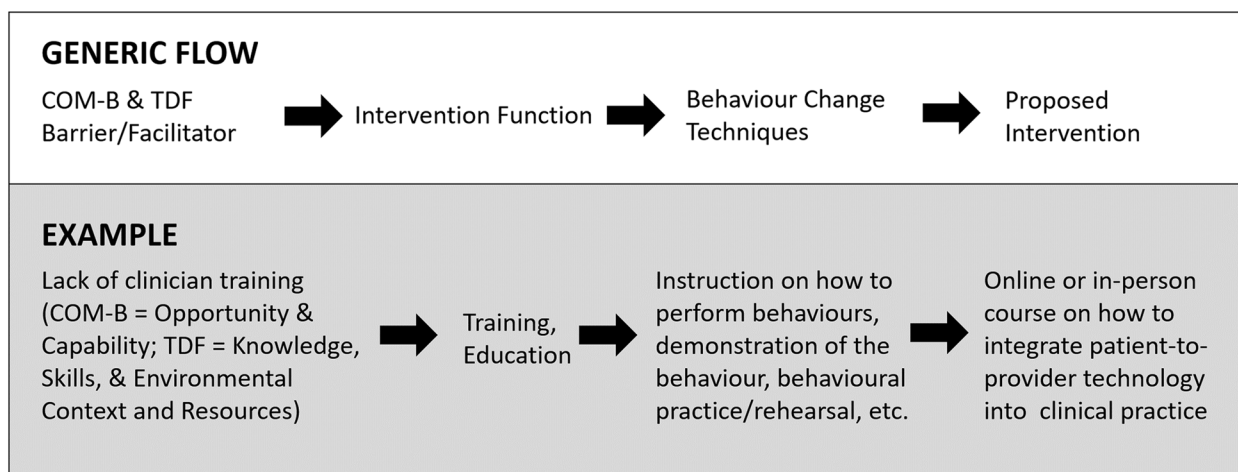 GENERIC FLOW
COM-B & TDF
Barrier/Facilitator
Intervention Function
Behaviour Change
Techniques
Proposed
Intervention
EXAMPLE
Lack of clinician training
(COM-B = Opportunity &
Capability; TDF = Knowledge,
Skills, & Environmental
Context and Resources)
Training,
Education
Instruction on how to
perform behaviours,
demonstration of the
behaviour, behavioural
practice/rehearsal, etc.
Online or in-person
course on how to
integrate patient-to-
provider technology
into clinical practice